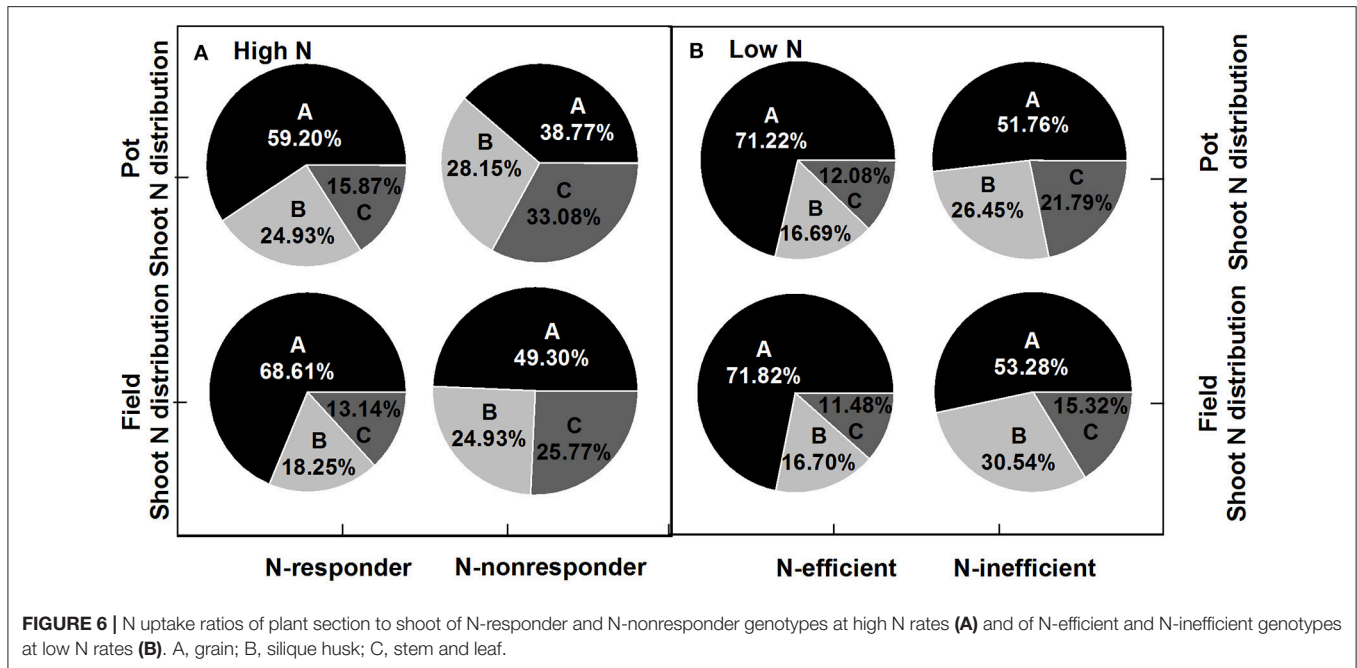 A High N
B Low N
Pot
Shoot N distribution
A
59.20%
B
24.93%
15.87%
C
A
38.77%
B
28.15%
C
33.08%
A
71.22%
B
16.69%
12.08%
C
A
51.76%
B
26.45%
C
21.79%
Pot
Shoot N distribution
Field
Shoot N distribution
A
68.61%
B
18.25%
13.14%
C
A
49.30%
B
24.93%
C
25.77%
A
71.82%
B
16.70%
11.48%
C
A
53.28%
B
30.54%
15.32%
C
Field
Shoot N distribution
N-responder
N-nonresponder
N-efficient
N-inefficient
FIGURE 6 | N uptake ratios of plant section to shoot of N-responder and N-nonresponder genotypes at high N rates (A) and of N-efficient and N-inefficient genotypes
at low N rates (B). A, grain; B, silique husk; C, stem and leaf.